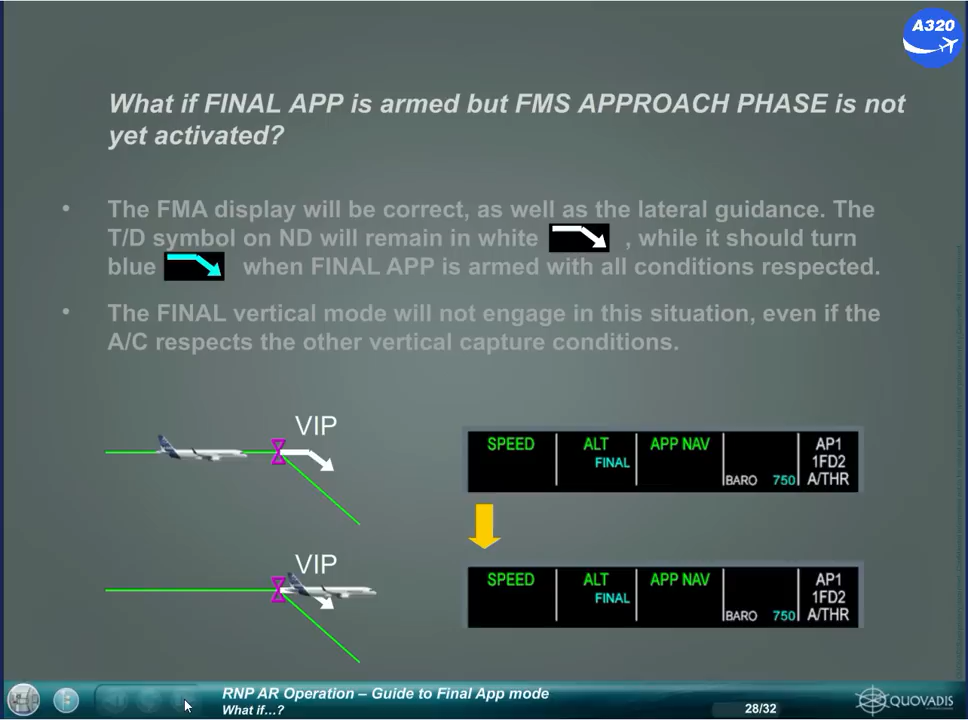 A320
What if FINAL APP is armed but FMS APPROACH PHASE is not
yet activated?
• The FMA display will be correct, as well as the lateral guidance. The
T/D symbol on ND will remain in white , while it should turn
blue when FINAL APP is armed with all conditions respected.
• The FINAL vertical mode will not engage in this situation, even if the
A/C respects the other vertical capture conditions.
VIP
SPEED ALT APP NAV AP1
FINAL 1FD2
BARO 750 A/THR
VIP
SPEED ALT APP NAV AP1
FINAL 1FD2
BARO 750 A/THR
RNP AR Operation – Guide to Final App mode
What if…?
28/32
QUOVADIS